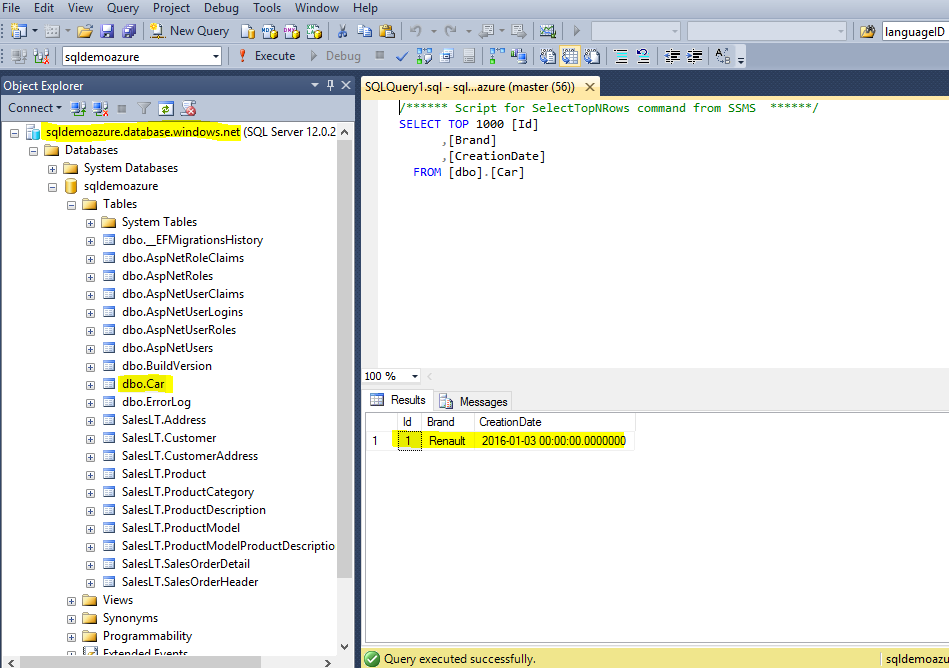 File Edit View Query Project Debug Tools Window Help
New Query languageID
sqldemoazure Execute Debug
Object Explorer
Connect
sqldemoazure.database.windows.net (SQL Server 12.0.2
Databases
System Databases
sqldemoazure
Tables
System Tables
dbo.__EFMigrationsHistory
dbo.AspNetRoleClaims
dbo.AspNetRoles
dbo.AspNetUserClaims
dbo.AspNetUserLogins
dbo.AspNetUserRoles
dbo.AspNetUsers
dbo.BuildVersion
dbo.Car
dbo.ErrorLog
SalesLT.Address
SalesLT.Customer
SalesLT.CustomerAddress
SalesLT.Product
SalesLT.ProductCategory
SalesLT.ProductDescription
SalesLT.ProductModel
SalesLT.ProductModelProductDescriptio
SalesLT.SalesOrderDetail
SalesLT.SalesOrderHeader
Views
Synonyms
Programmability
Extended Events
SQLQuery1.sql - sql...azure (master (56))
/****** Script for SelectTopNRows command from SSMS ******/
SELECT TOP 1000 [Id]
,[Brand]
,[CreationDate]
FROM [dbo].[Car]
100 %
Results Messages
Id Brand CreationDate
1 1 Renault 2016-01-03 00:00:00.0000000
Query executed successfully. sqldemoazu